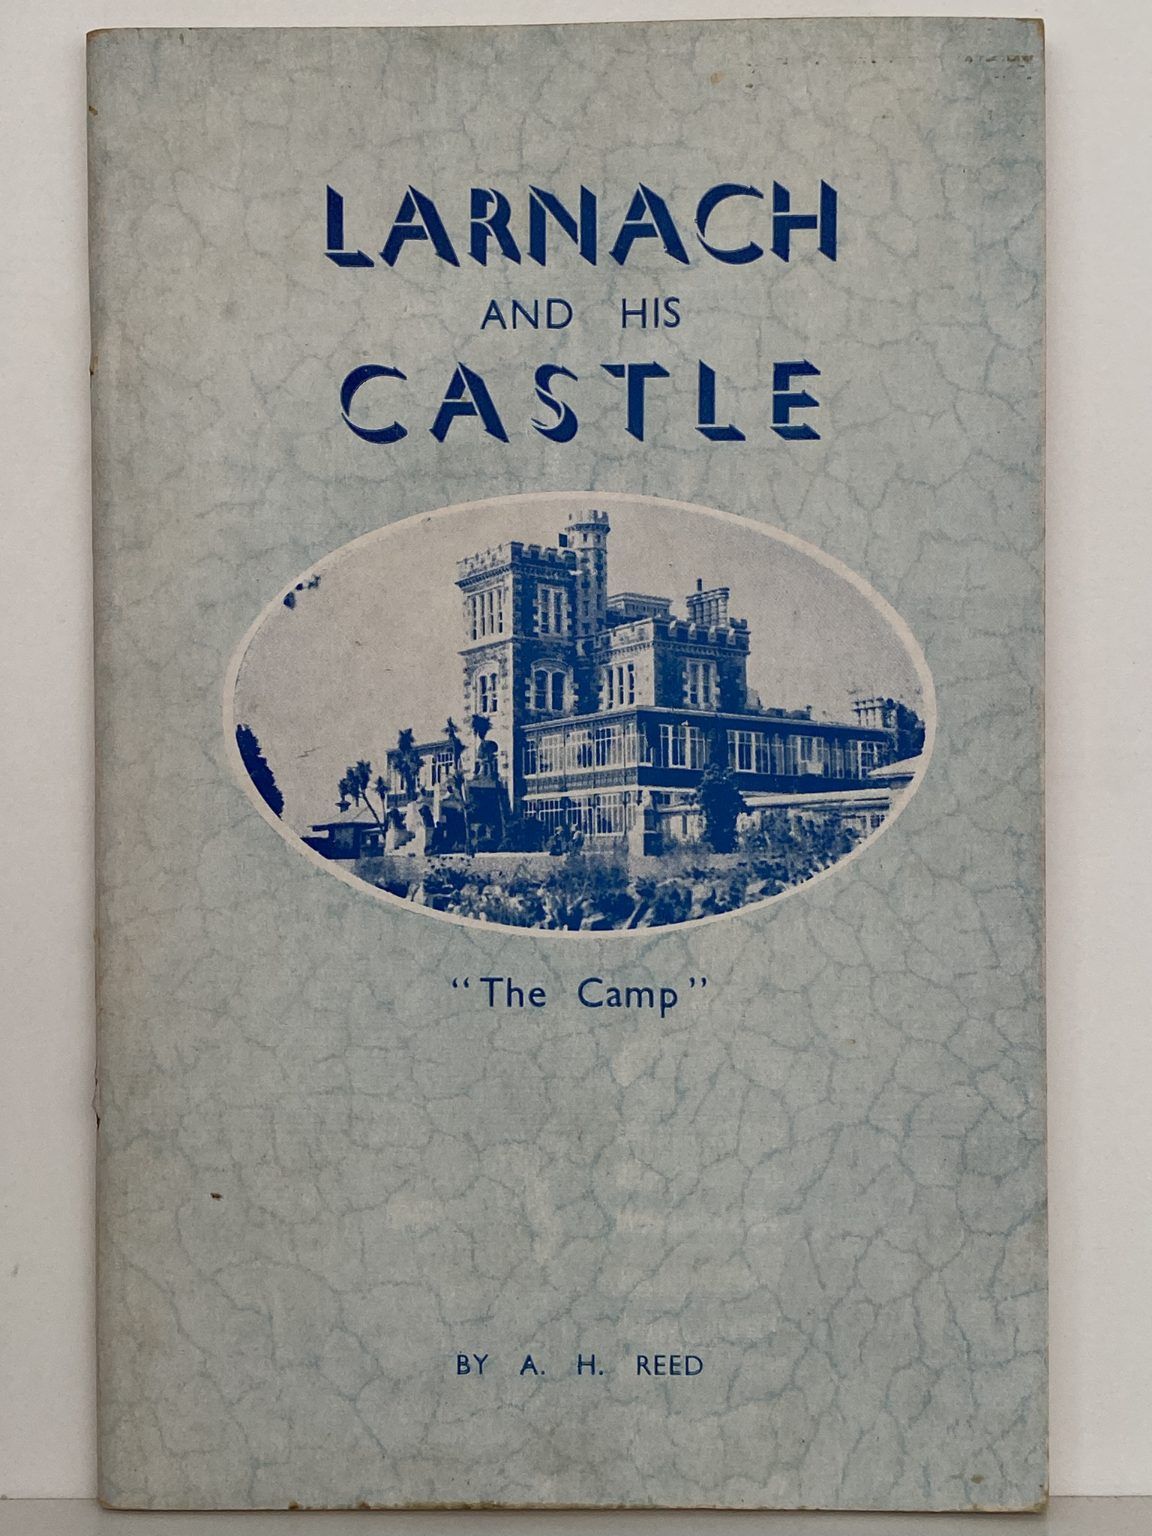 LARNACH
AND HIS
CASTLE
“The Camp”
BY A. H. REED